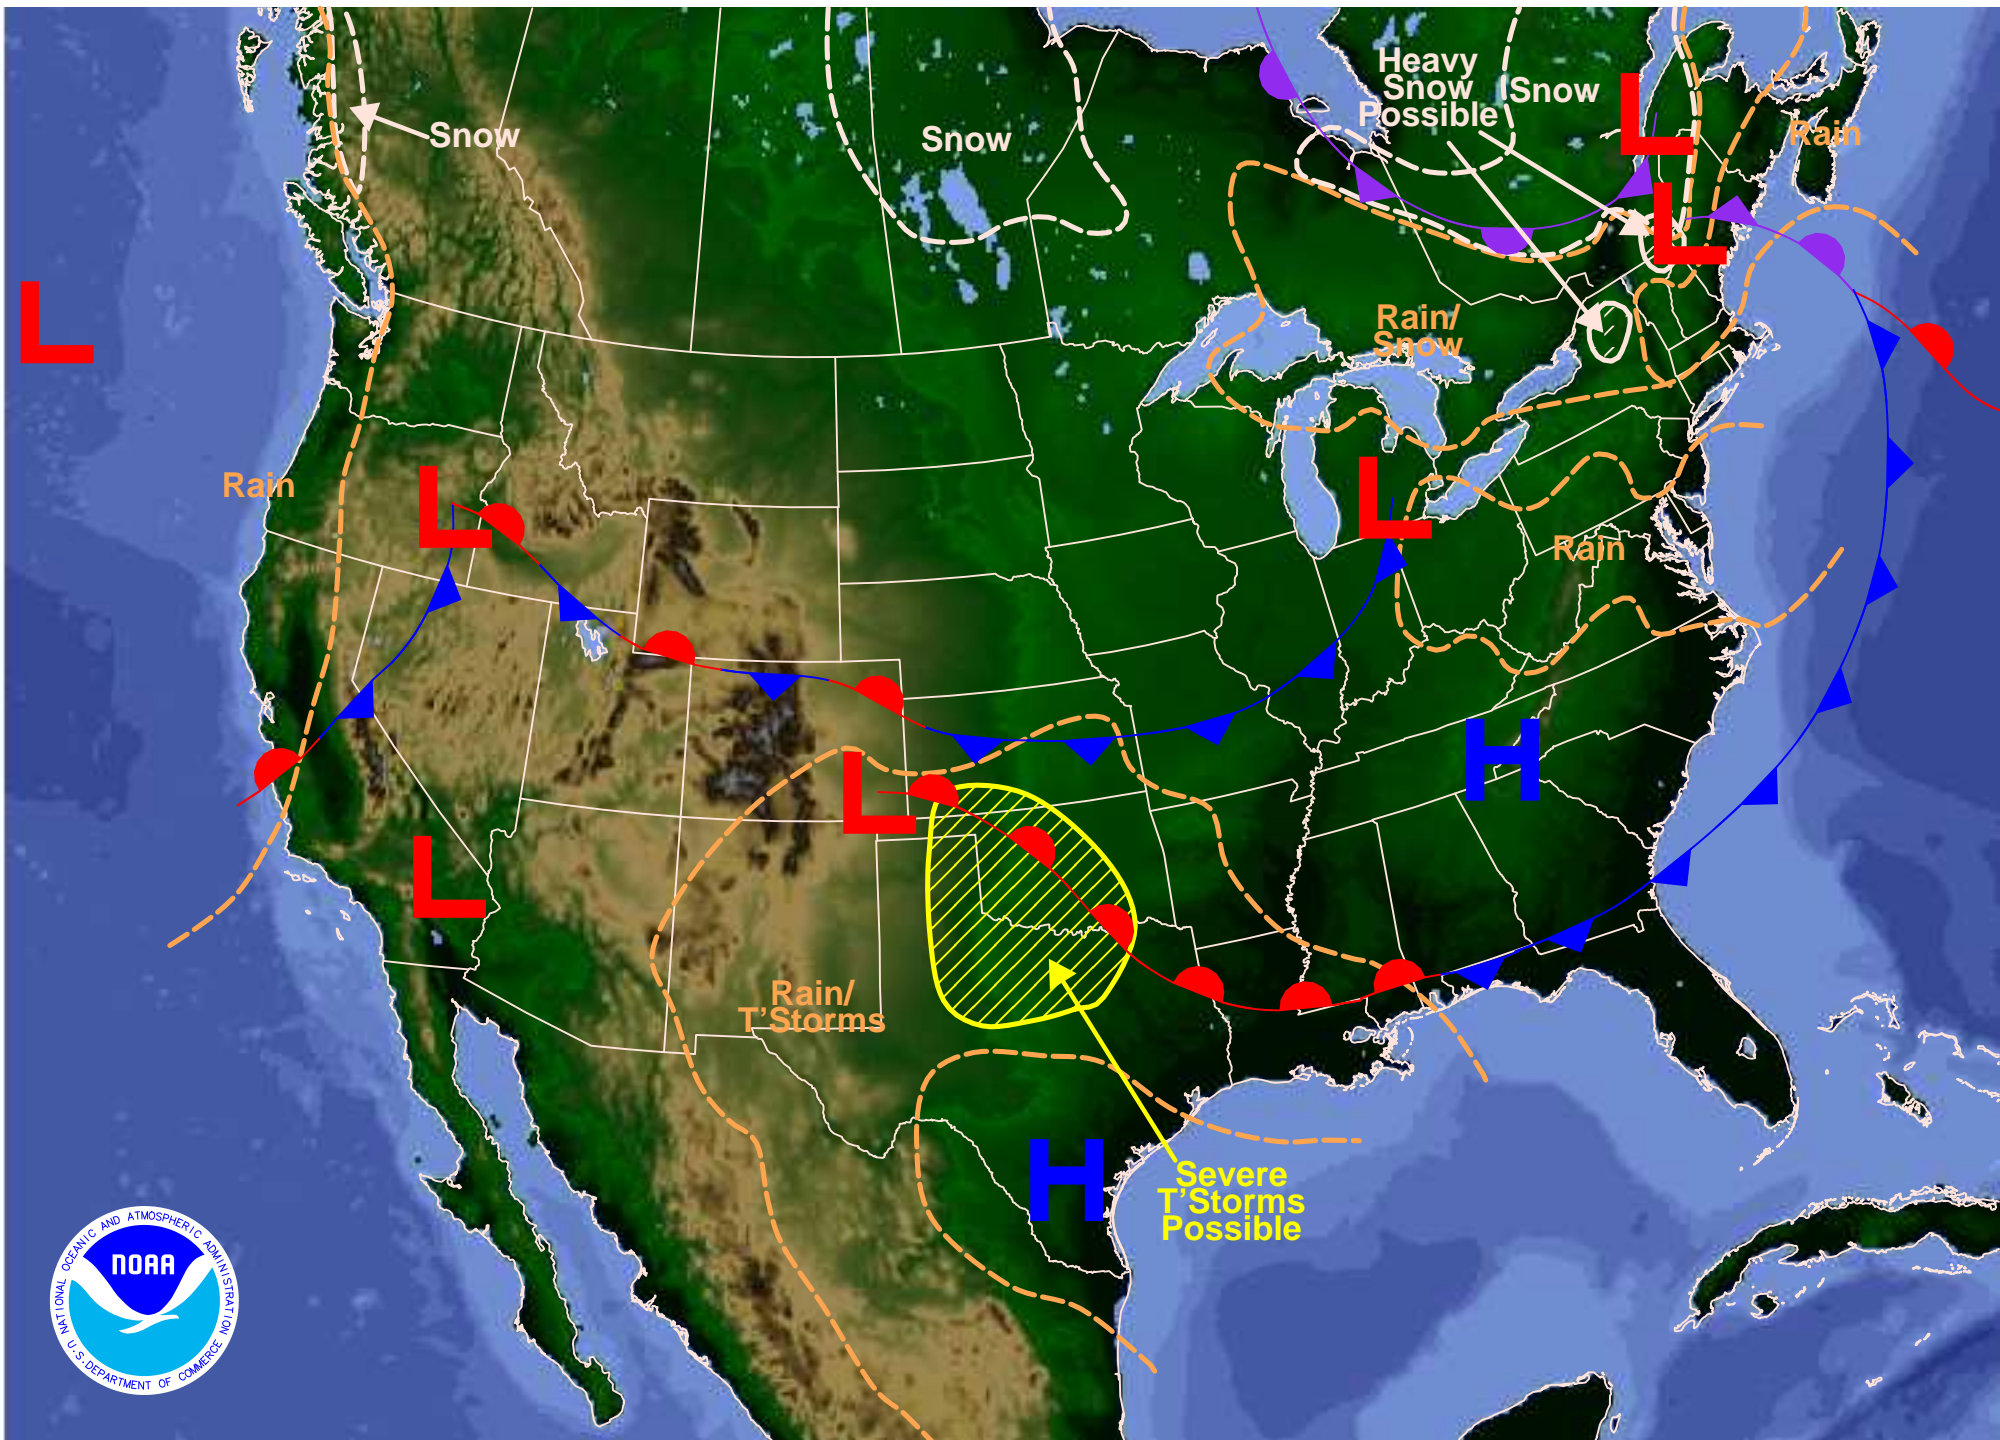 Heavy
Snow
Possible
Snow
Snow
Snow
Rain
L
L
L
Rain/
Snow
L
L
Rain
Rain
H
L
L
Rain/
T'Storms
H
Severe
T'Storms
Possible
NATIONAL OCEANIC AND ATMOSPHERIC ADMINISTRATION
NOAA
U.S. DEPARTMENT OF COMMERCE